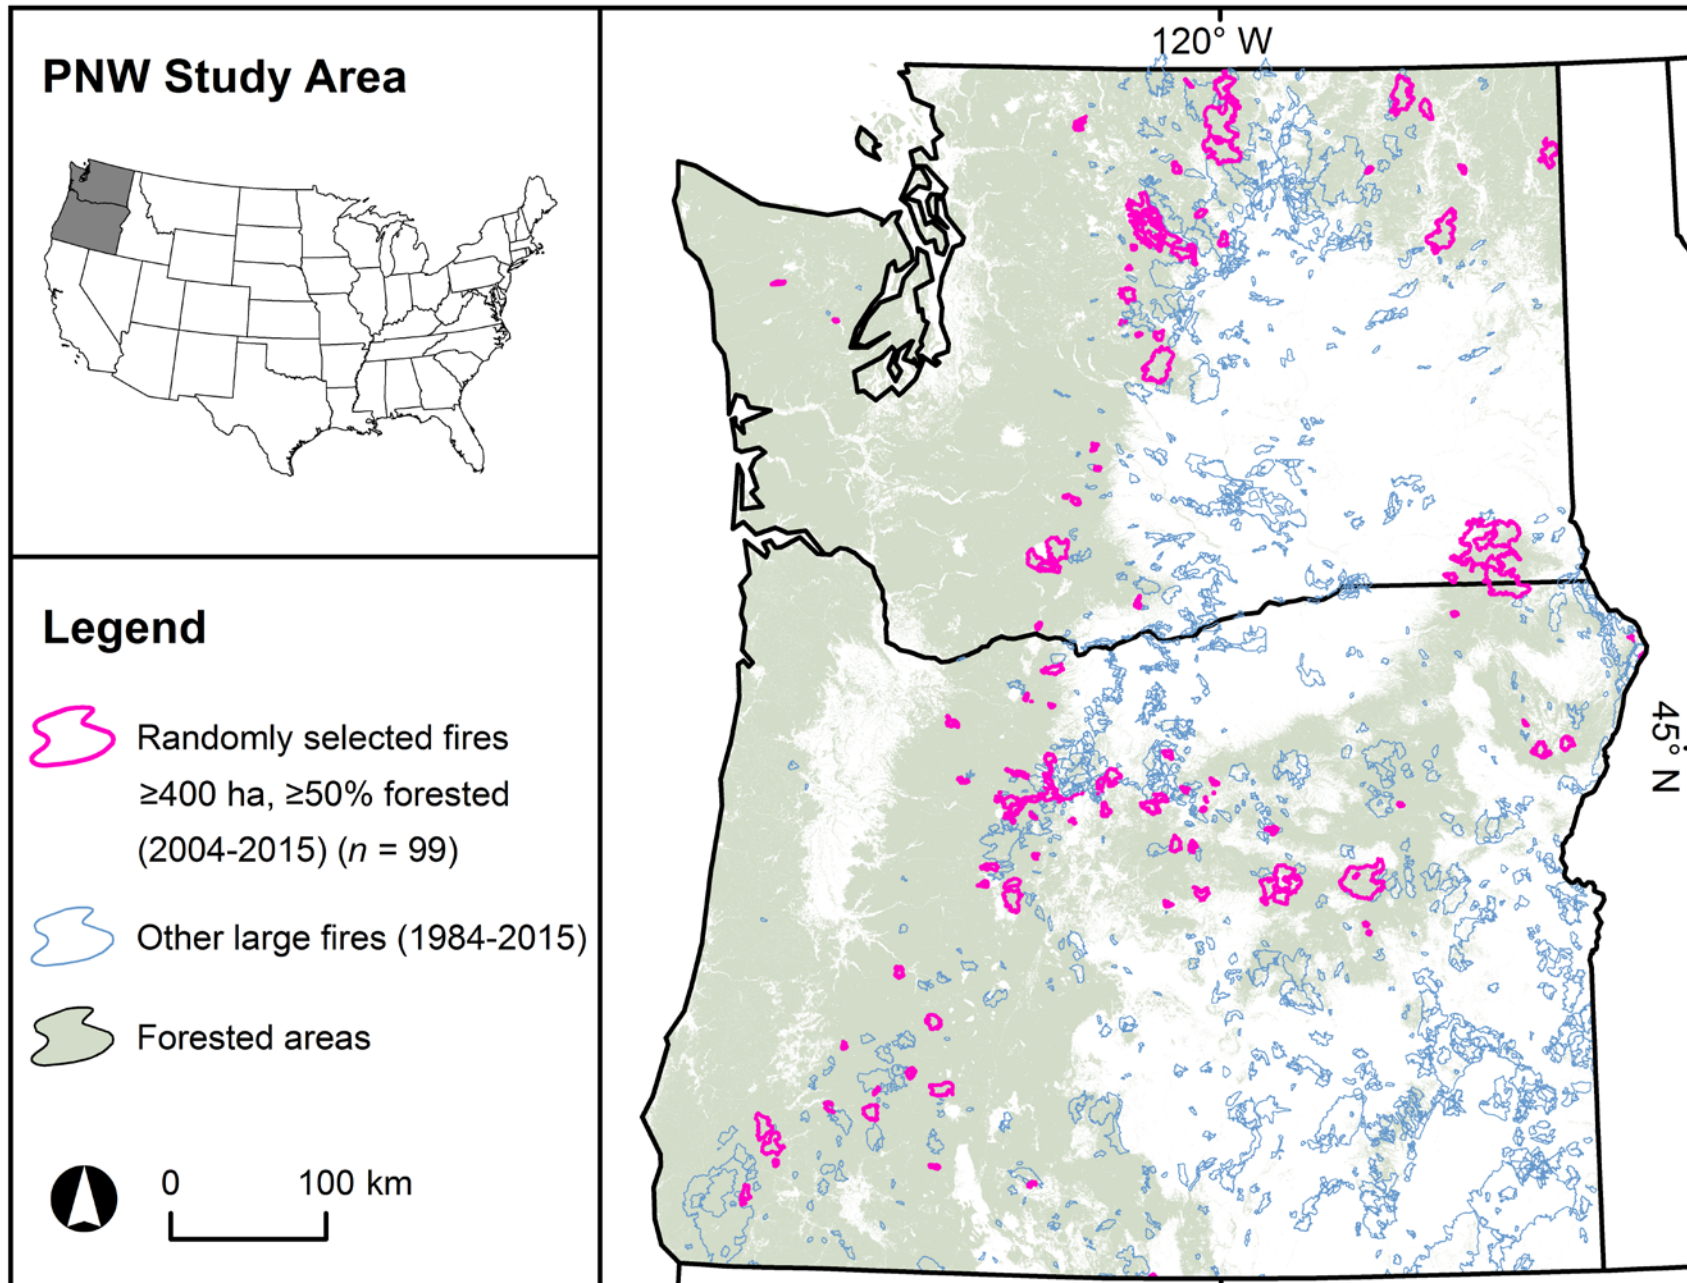 PNW Study Area
120° W
Legend
Randomly selected fires
≥400 ha, ≥50% forested
(2004-2015) (n = 99)
Other large fires (1984-2015)
Forested areas
0 100 km
45° N